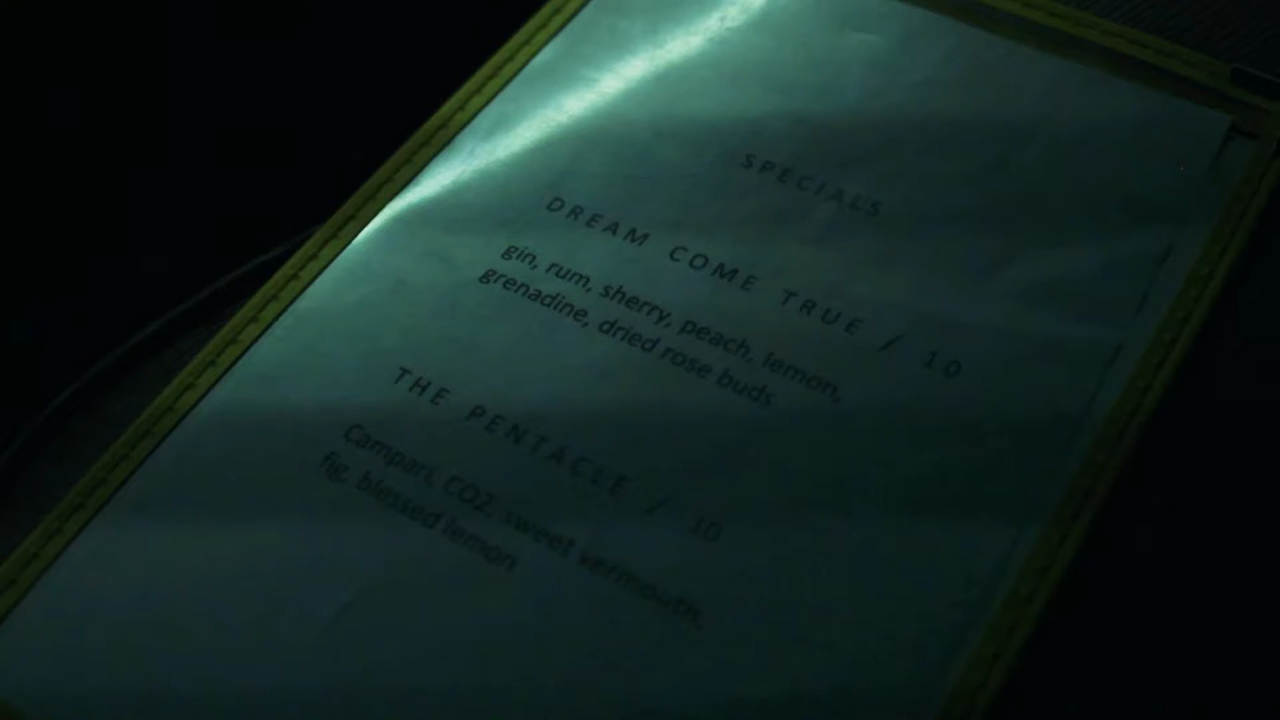 SPECIALS
DREAM COME TRUE / 10
gin, rum, sherry, peach, lemon,
grenadine, dried rose buds
THE PENTACLE / 10
Campari, CO2, sweet vermouth,
fig, blessed lemon